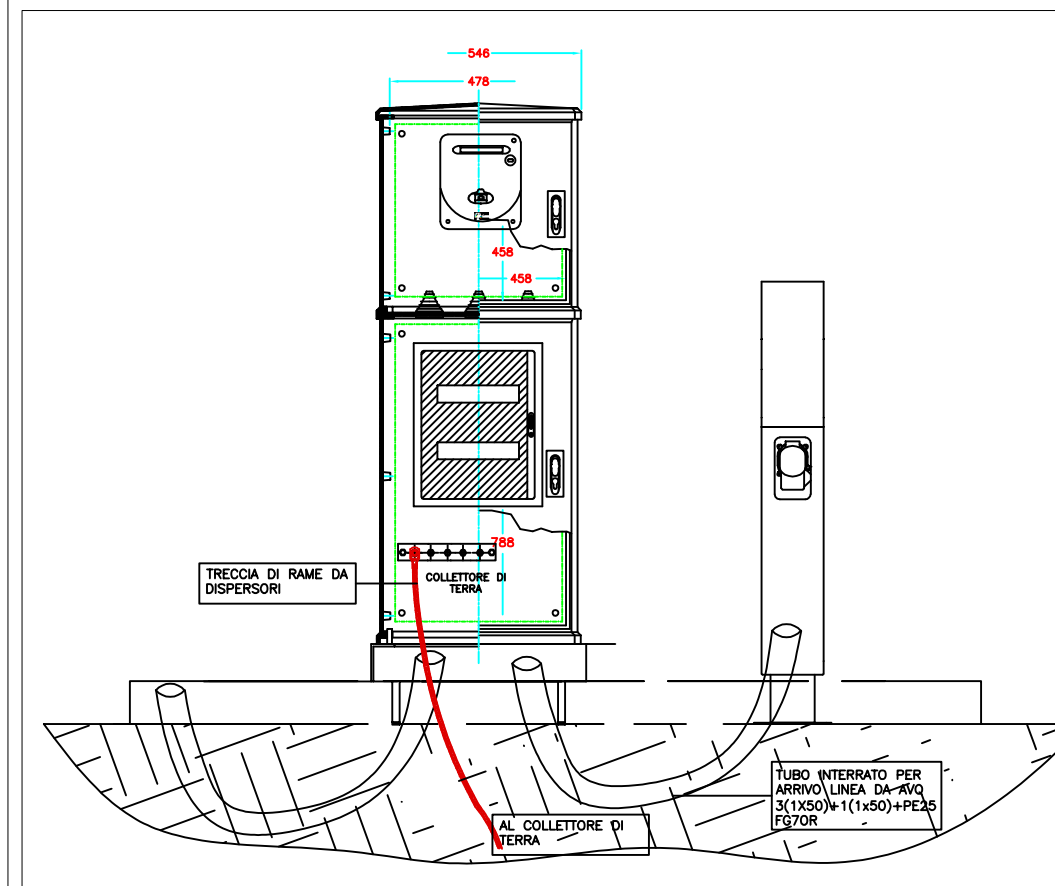 546
478
458
458
788
TRECCIA DI RAME DA
DISPERSORI
COLLETTORE DI
TERRA
TUBO INTERRATO PER
ARRIVO LINEA DA AVQ
3(1X50)+1(1x50)+PE25
FG7OR
AL COLLETTORE DI
TERRA